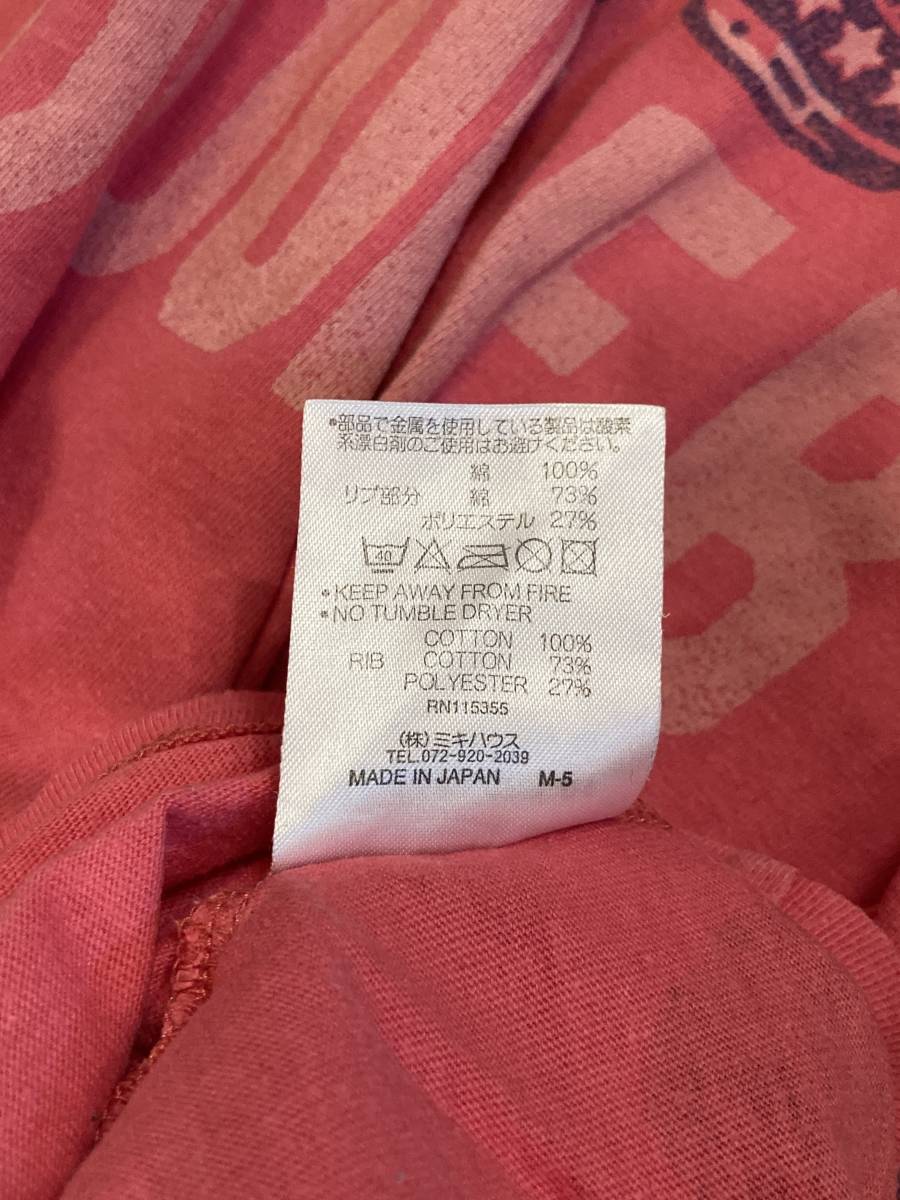 •部品で金属を使用している製品は酸素
系漂白剤のご使用はお避けください。
綿 100%
リブ部分 綿 73%
ポリエステル 27%
40
•KEEP AWAY FROM FIRE
•NO TUMBLE DRYER
COTTON 100%
RIB COTTON 73%
POLYESTER 27%
RN115355
(株)ミキハウス
TEL.072-920-2039
MADE IN JAPAN M-5